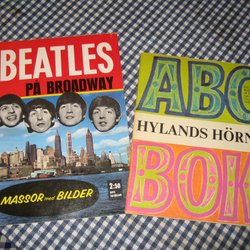 BEATLES
PÅ BROADWAY
MASSOR med BILDER
2:50
ABC
HYLANDS HÖRN
BOK